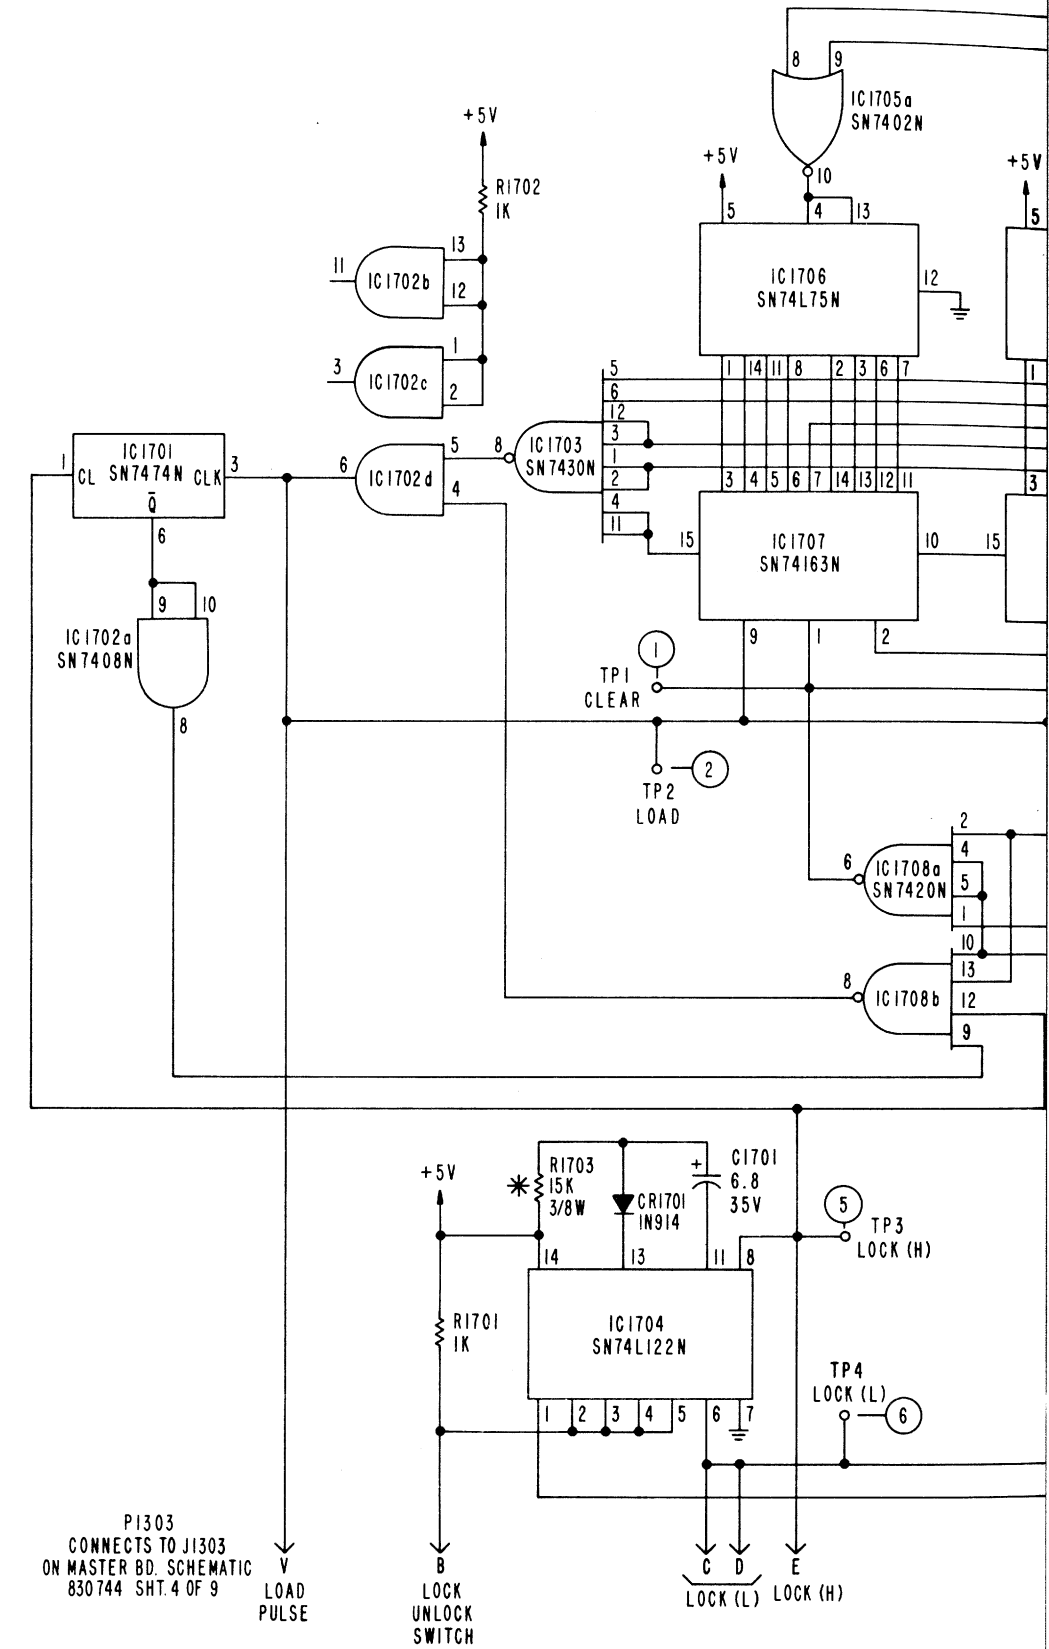 8 9
IC1705a
SN7402N
10
+5V
4 13
5
+5V
5
+5V
R1702
1K
13
11 IC1702b
12
1
3 IC1702c
2
IC1706
SN74L75N
12
1 14 11 8 2 3 6 7
1
5
6
12
3
1
2
4
11
8 IC1703
SN7430N
5
6 IC1702d
4
1 CL IC1701
SN7474N CLK 3
Q̅
6
9 10
IC1702a
SN7408N
8
3 4 5 6 7 14 13 12 11
3
15 IC1707
SN74163N
10 15
9 1 2
1
TP1
CLEAR
2
TP2
LOAD
2
4
5
1
6 IC1708a
SN7420N
10
13
12
9
8 IC1708b
+5V
* R1703
15K
3/8W
CR1701
1N914
+ C1701
6.8
35V
5
TP3
LOCK (H)
14 13 11 8
R1701
1K
IC1704
SN74L122N
1 2 3 4 5 6 7
TP4
LOCK (L)
6
P1303
CONNECTS TO J1303
ON MASTER BD. SCHEMATIC
830744 SHT. 4 OF 9
V
LOAD
PULSE
B
LOCK
UNLOCK
SWITCH
C D
LOCK (L)
E
LOCK (H)